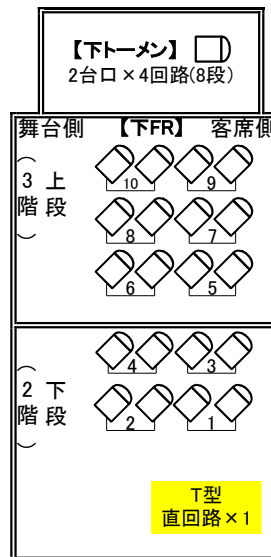 【下トーメン】
2台口×4回路(8段)
舞台側 【下FR】 客席側
(3階) 上段
10 9
8 7
6 5
(2階) 下段
4 3
2 1
T型
直回路×1